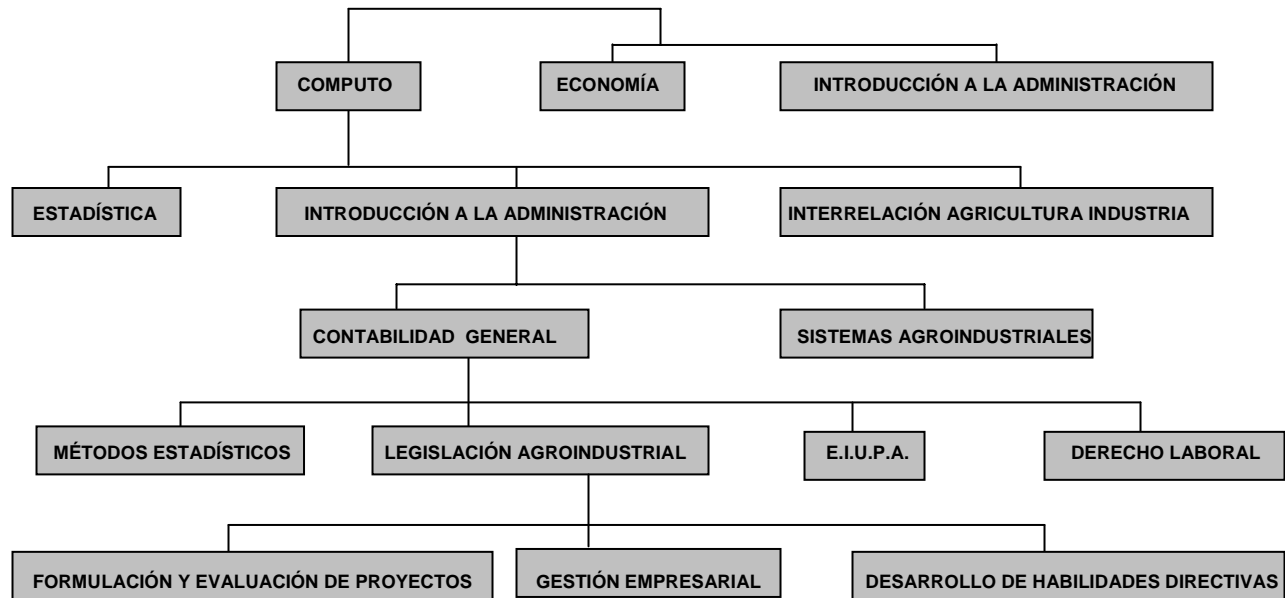 COMPUTO
ECONOMÍA
INTRODUCCIÓN A LA ADMINISTRACIÓN
ESTADÍSTICA
INTRODUCCIÓN A LA ADMINISTRACIÓN
INTERRELACIÓN AGRICULTURA INDUSTRIA
CONTABILIDAD GENERAL
SISTEMAS AGROINDUSTRIALES
MÉTODOS ESTADÍSTICOS
LEGISLACIÓN AGROINDUSTRIAL
E.I.U.P.A.
DERECHO LABORAL
FORMULACIÓN Y EVALUACIÓN DE PROYECTOS
GESTIÓN EMPRESARIAL
DESARROLLO DE HABILIDADES DIRECTIVAS